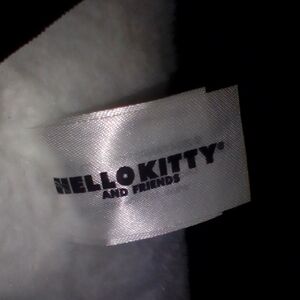 HELLO KITTY®
AND FRIENDS